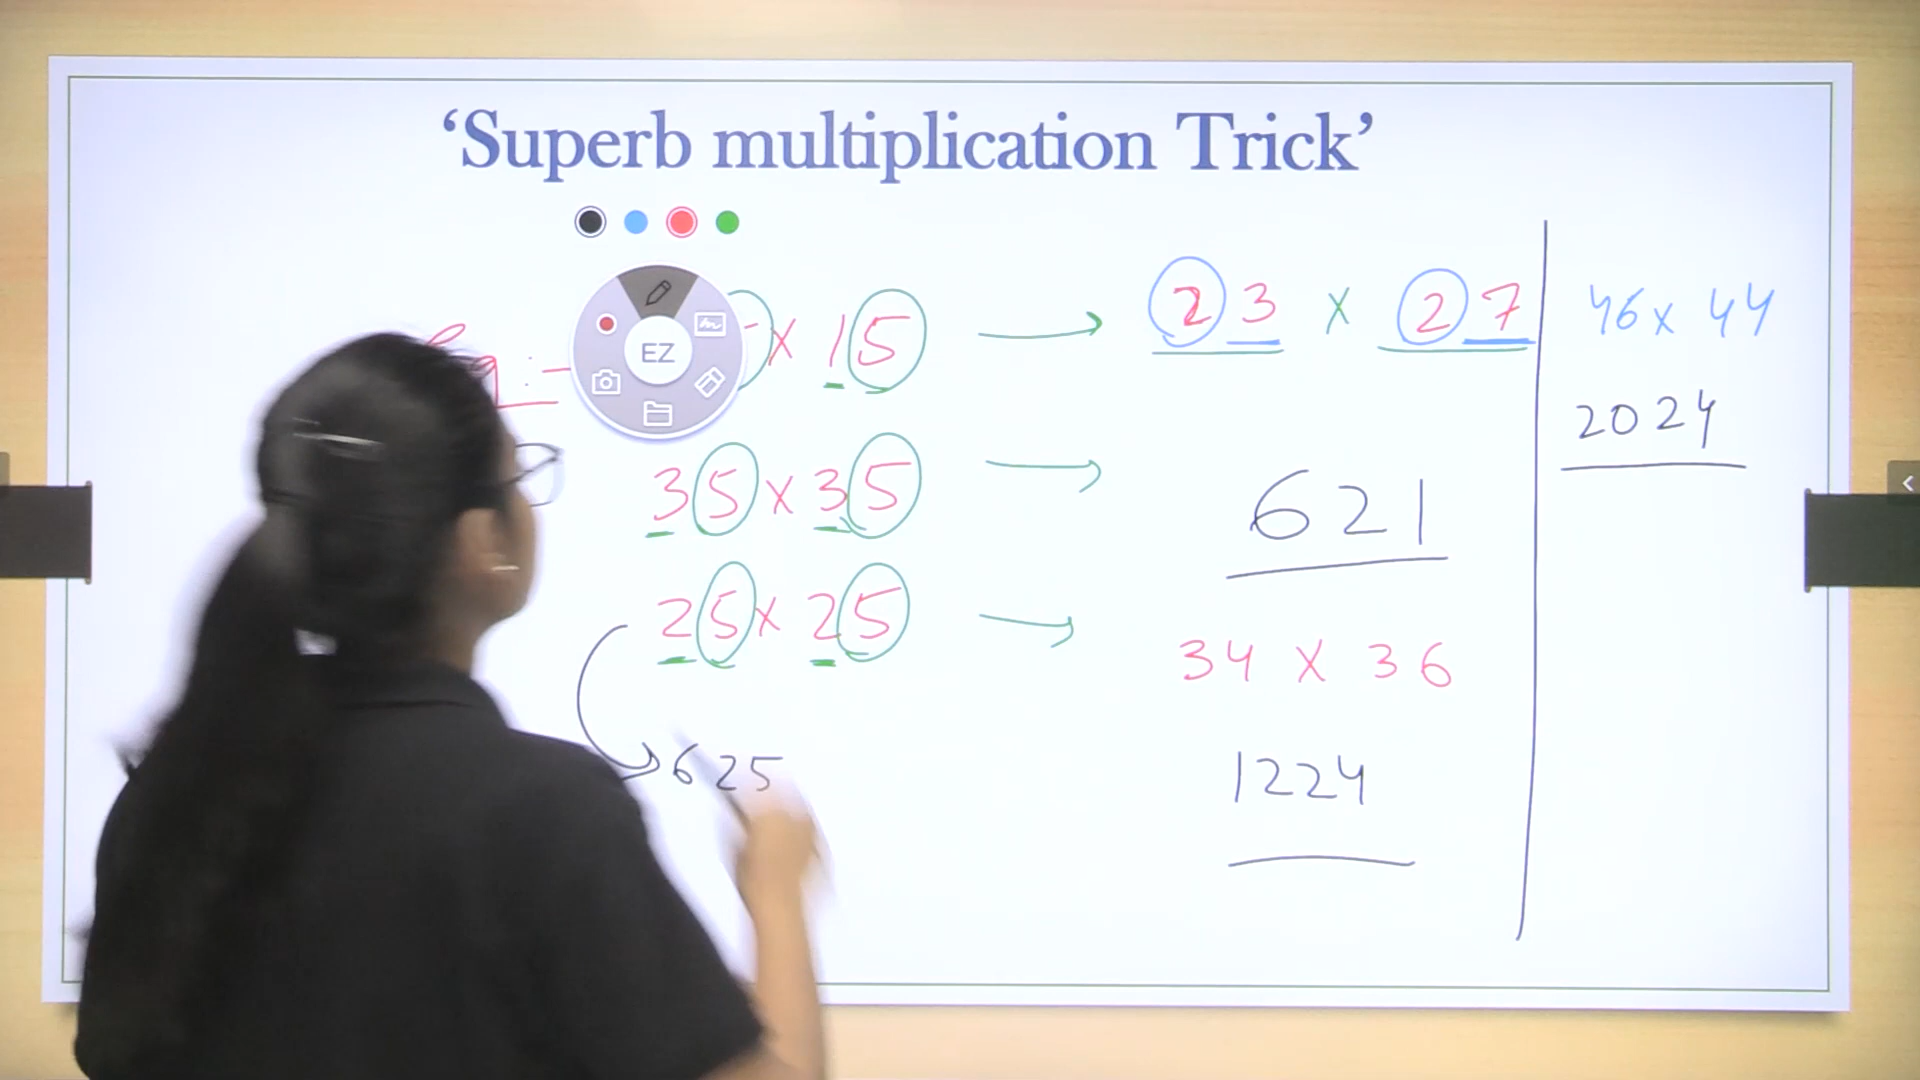 ‘Superb multiplication Trick’
Eg:-
x 15
23 x 27
46 x 44
EZ
2024
35 x 35
621
25 x 25
34 x 36
625
1224